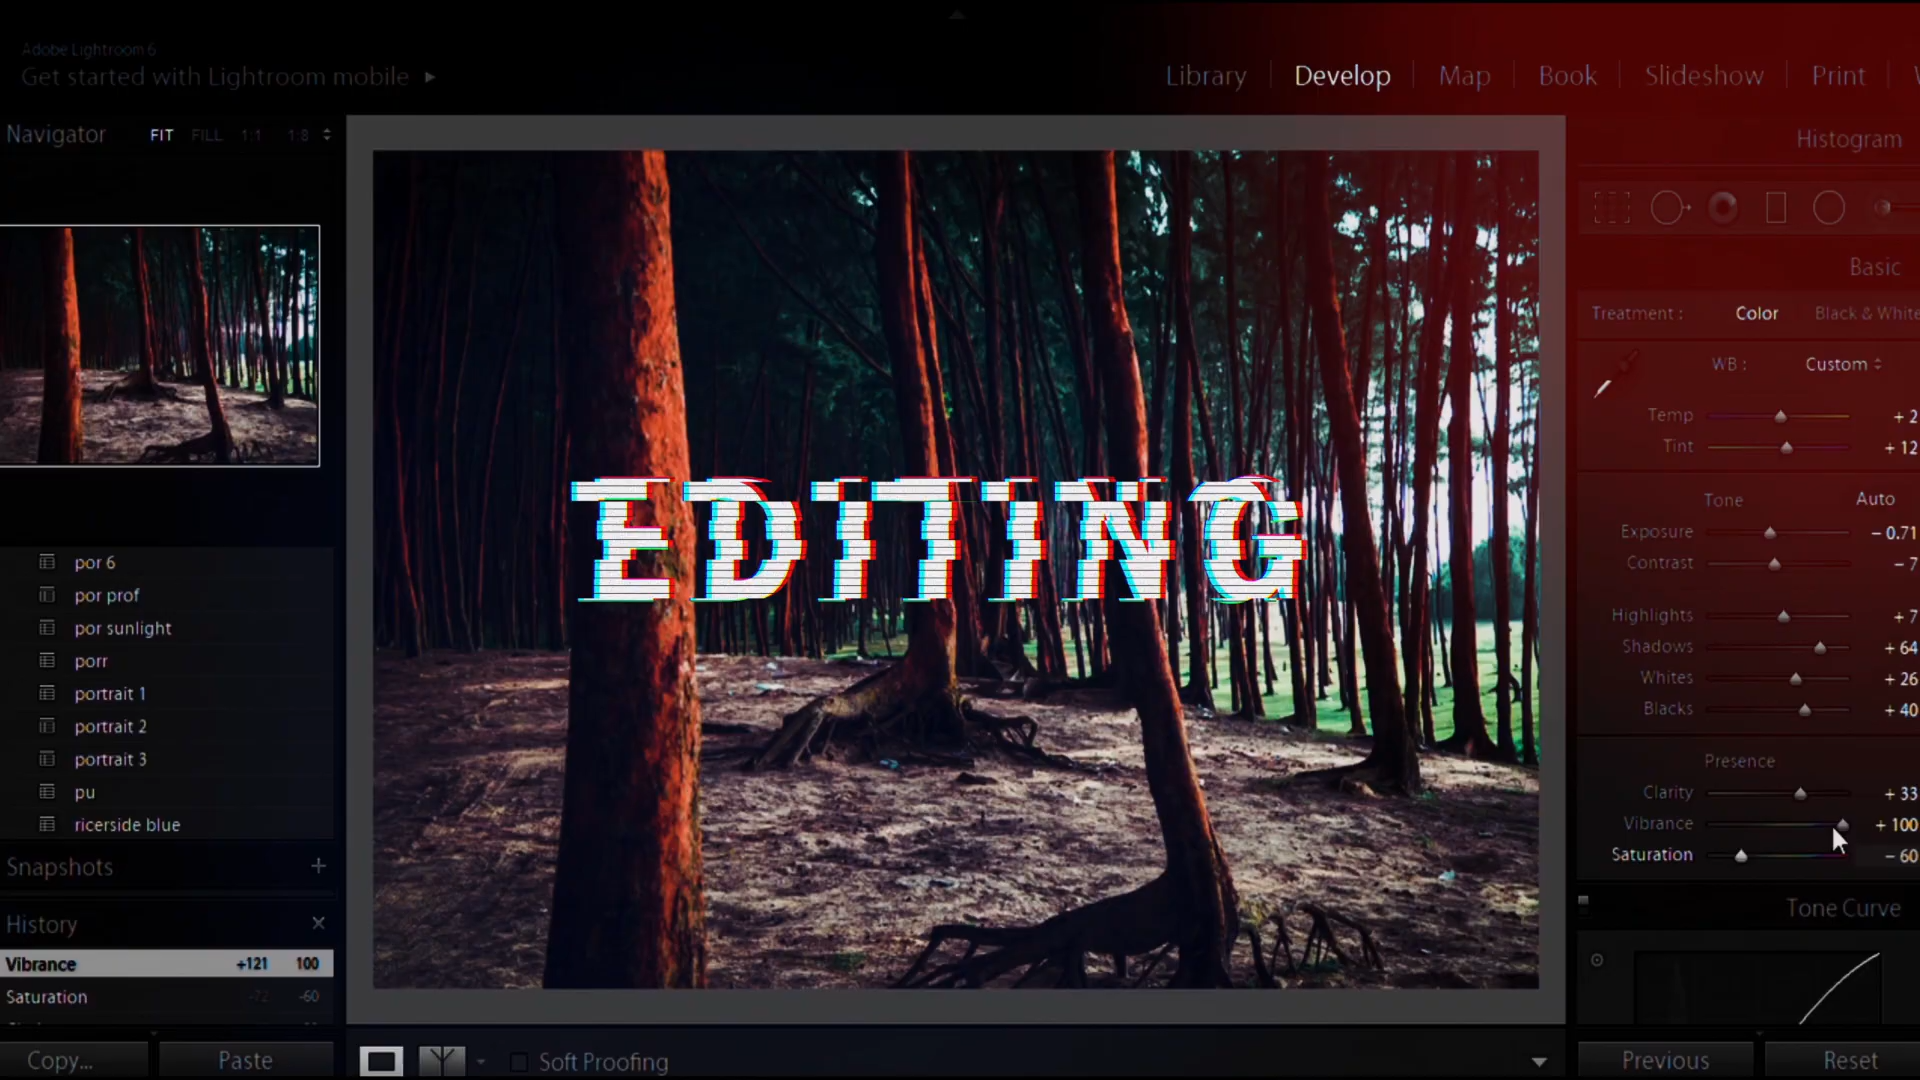 Adobe Lightroom 6
Get started with Lightroom mobile
Library
Develop
Map
Book
Slideshow
Print
Navigator
FIT
FILL
1:1
1:8
Histogram
Basic
Treatment :
Color
Black & White
WB :
Custom
Temp
+ 2
Tint
+ 12
Tone
Auto
Exposure
– 0.71
Contrast
– 7
Highlights
+ 7
Shadows
+ 64
Whites
+ 26
Blacks
+ 40
Presence
Clarity
+ 33
Vibrance
+ 100
Saturation
– 60
Tone Curve
EDITING
por 6
por prof
por sunlight
porr
portrait 1
portrait 2
portrait 3
pu
ricerside blue
Snapshots
+
History
Vibrance
+121
100
Saturation
-72
-60
Copy...
Paste
Soft Proofing
Previous
Reset